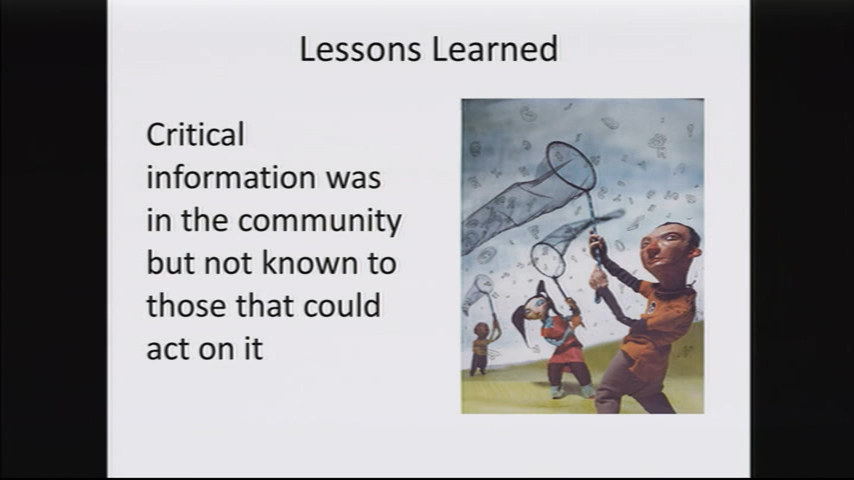 Lessons Learned
Critical
information was
in the community
but not known to
those that could
act on it